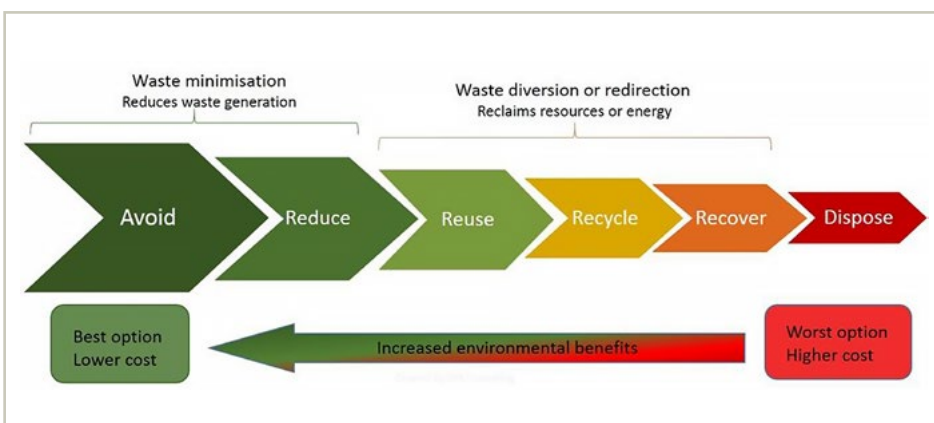 Waste minimisation
Reduces waste generation
Waste diversion or redirection
Reclaims resources or energy
Avoid
Reduce
Reuse
Recycle
Recover
Dispose
Best option
Lower cost
Increased environmental benefits
Worst option
Higher cost